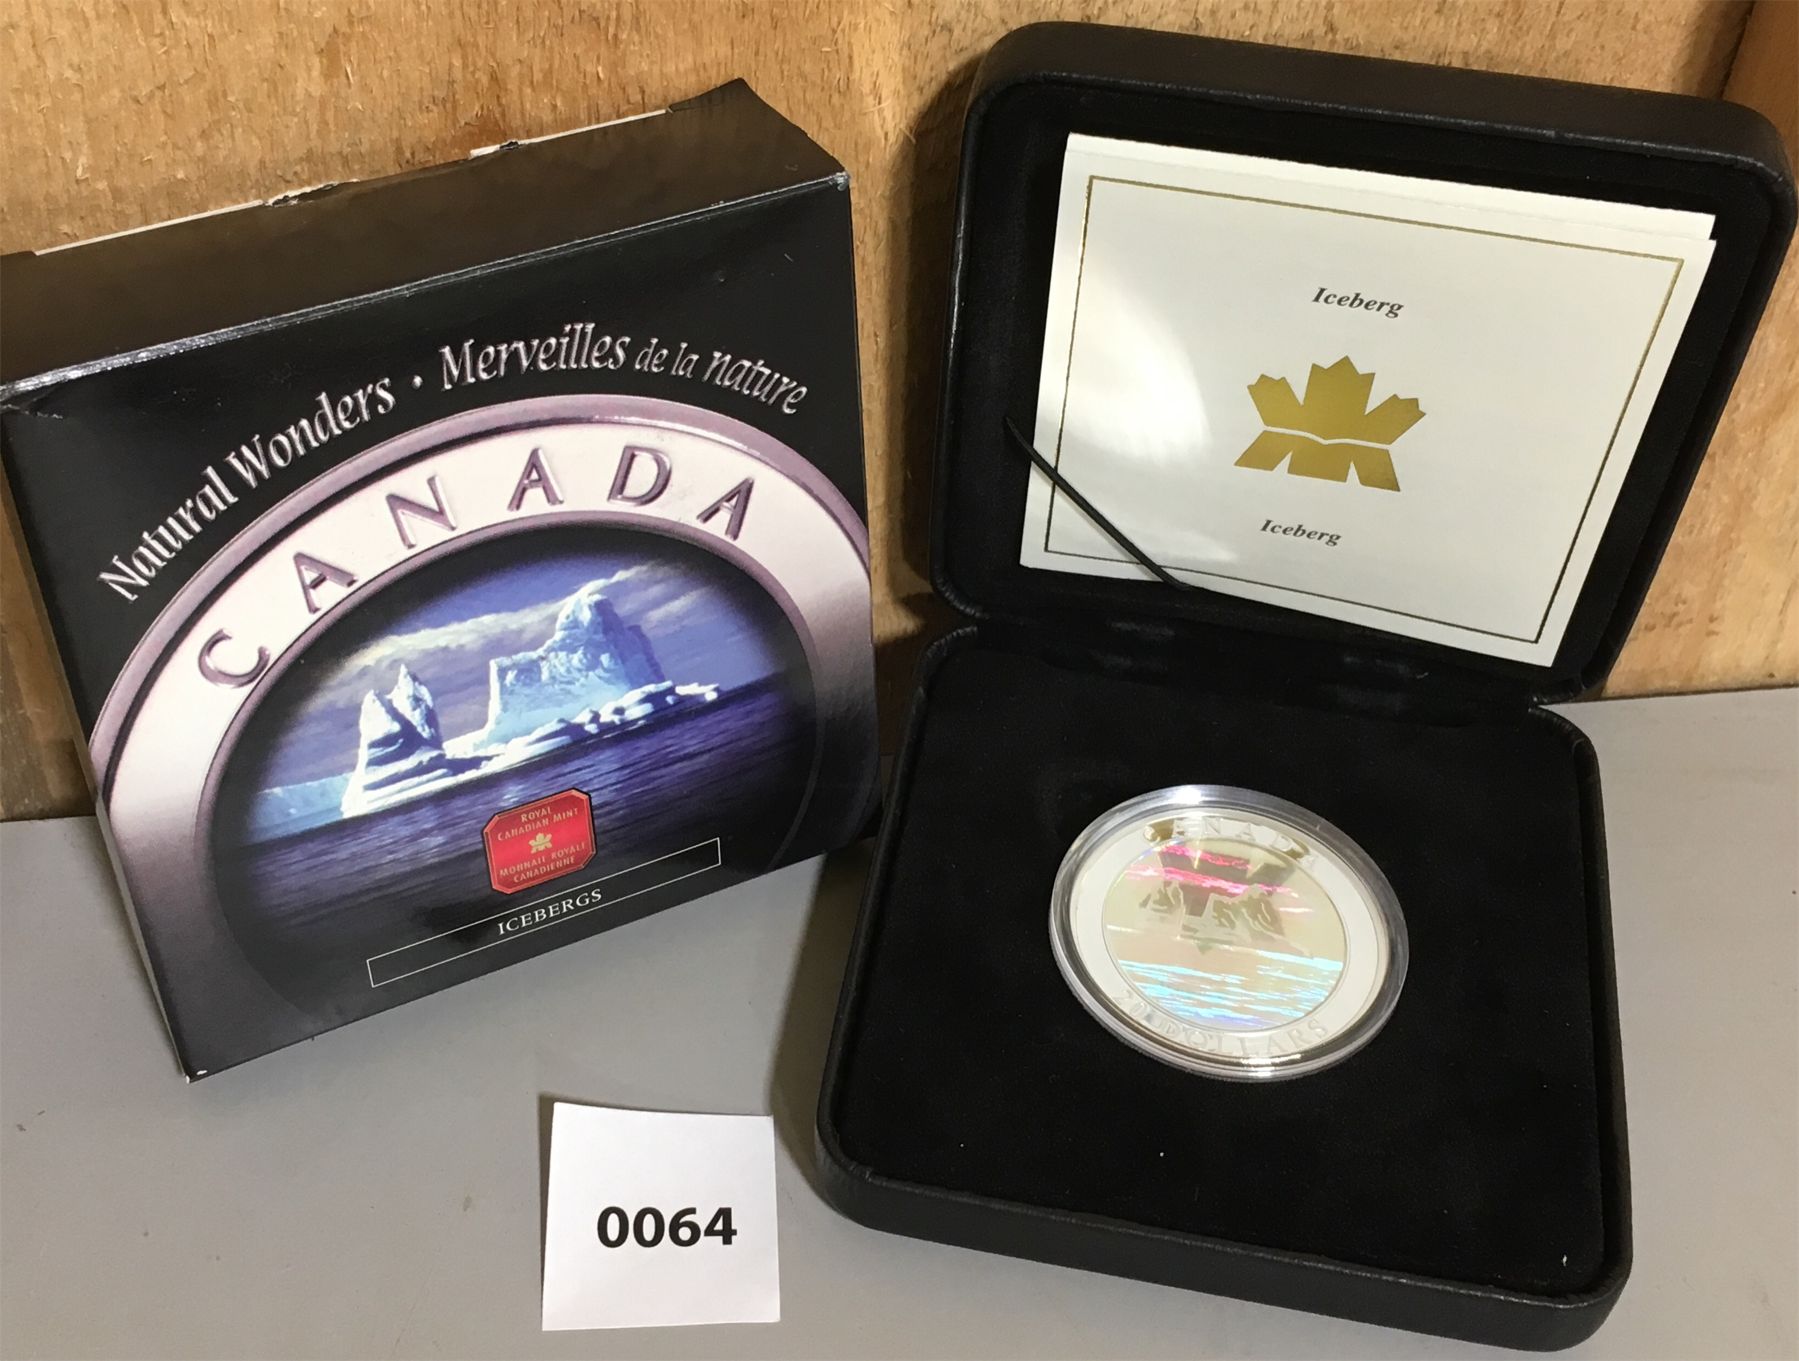 Natural Wonders • Merveilles de la nature
CANADA
ROYAL
CANADIAN MINT
MONNAIE ROYALE
CANADIENNE
ICEBERGS
Iceberg
Iceberg
CANADA
20 DOLLARS
0064